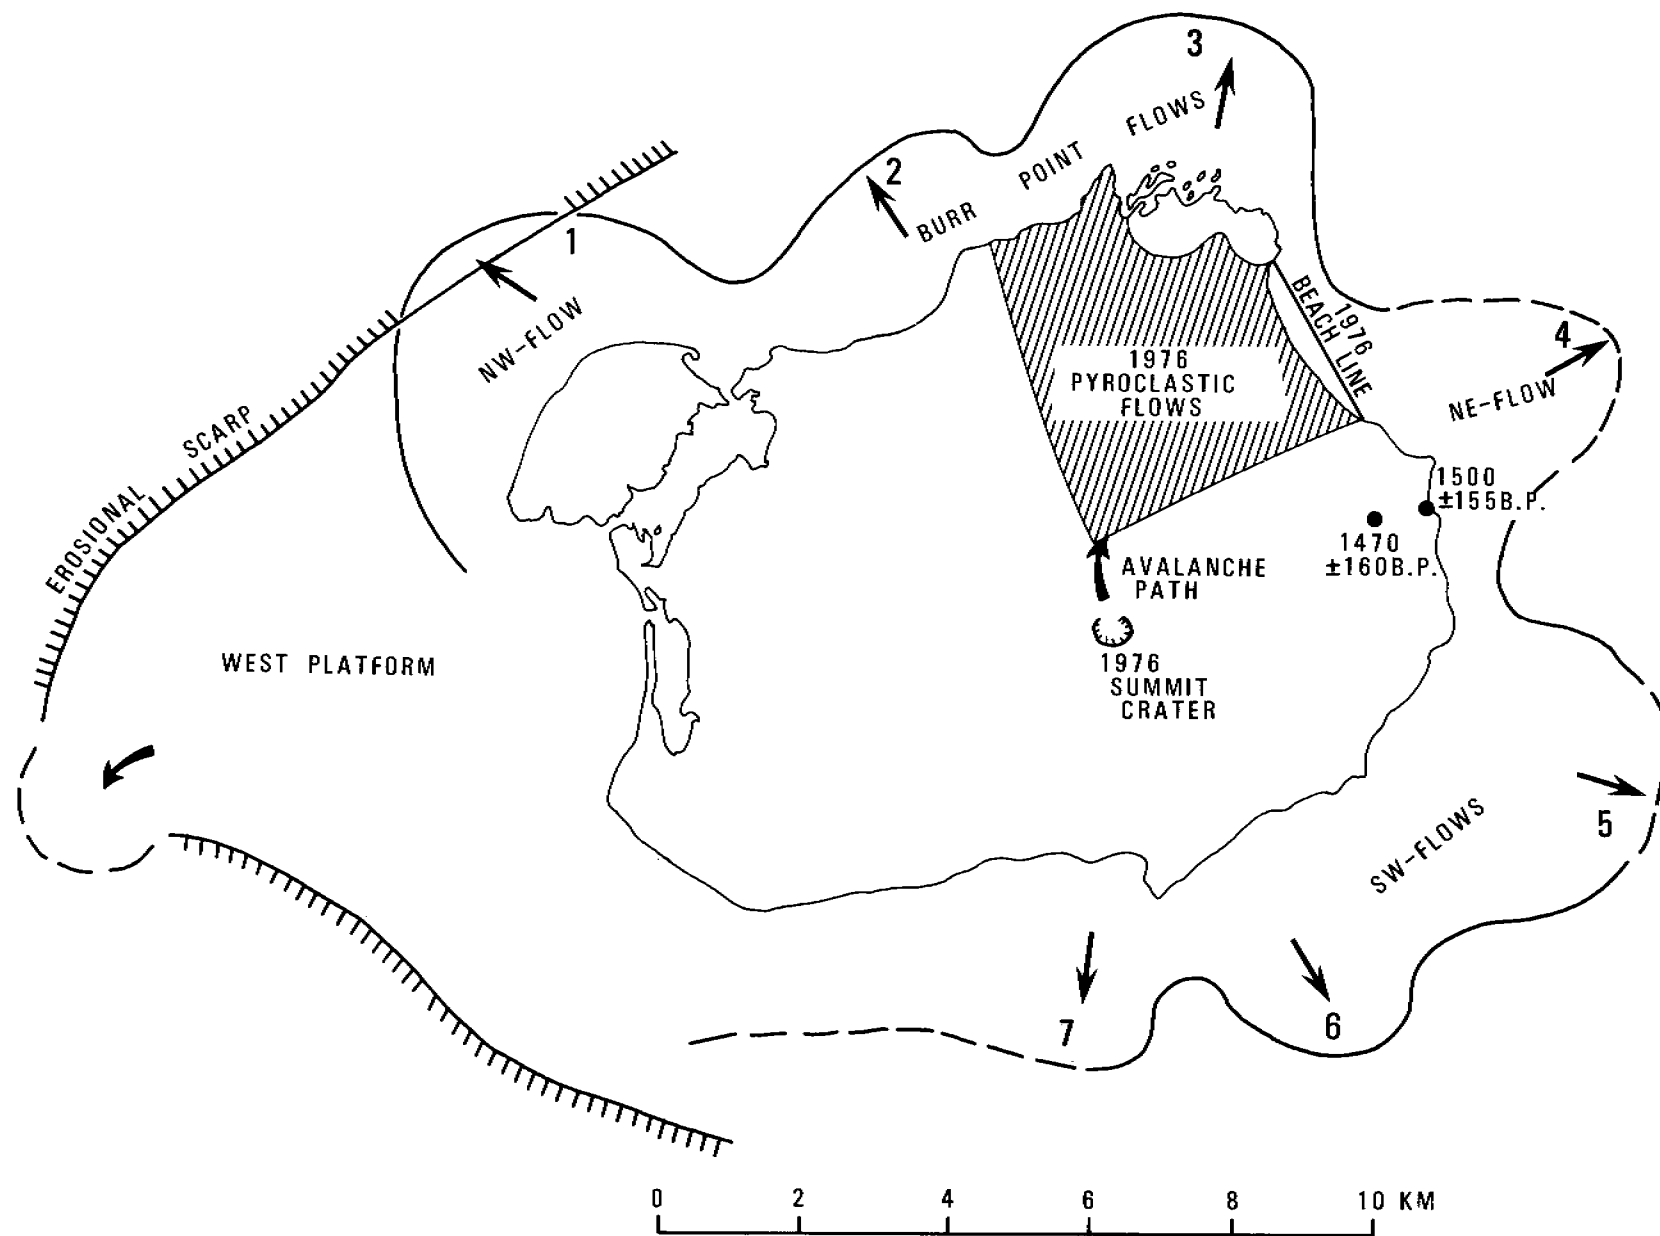 3
FLOWS
POINT
BURR
2
1
NW-FLOW
1976
BEACH LINE
4
NE-FLOW
1976
PYROCLASTIC
FLOWS
SCARP
EROSIONAL
1500
±155B.P.
1470
±160B.P.
AVALANCHE
PATH
WEST PLATFORM
1976
SUMMIT
CRATER
5
SW-FLOWS
7
6
0 2 4 6 8 10 KM